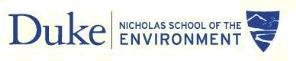 Duke
NICHOLAS SCHOOL OF THE
ENVIRONMENT